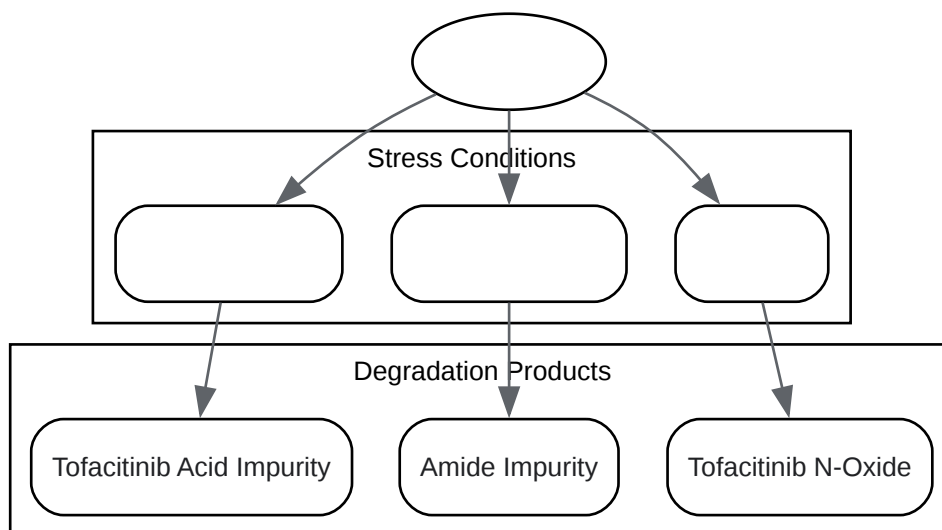 Stress Conditions
Degradation Products
Tofacitinib Acid Impurity
Amide Impurity
Tofacitinib N-Oxide